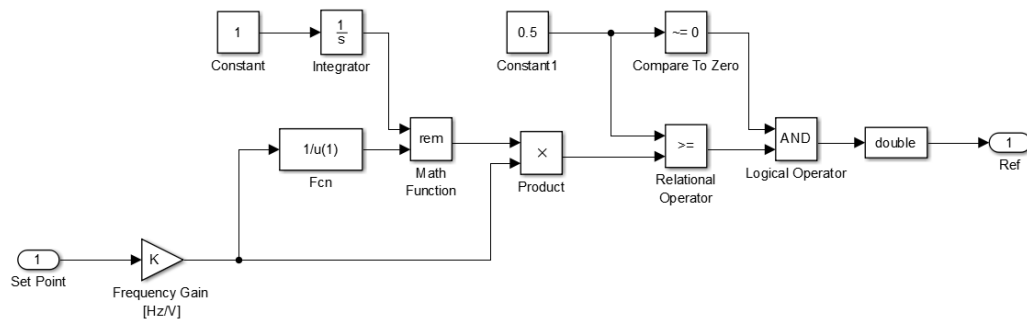 1
Constant
1
s
Integrator
0.5
Constant1
~= 0
Compare To Zero
1/u(1)
Fcn
rem
Math
Function
×
Product
>=
Relational
Operator
AND
Logical Operator
double
1
Ref
1
Set Point
K
Frequency Gain
[Hz/V]